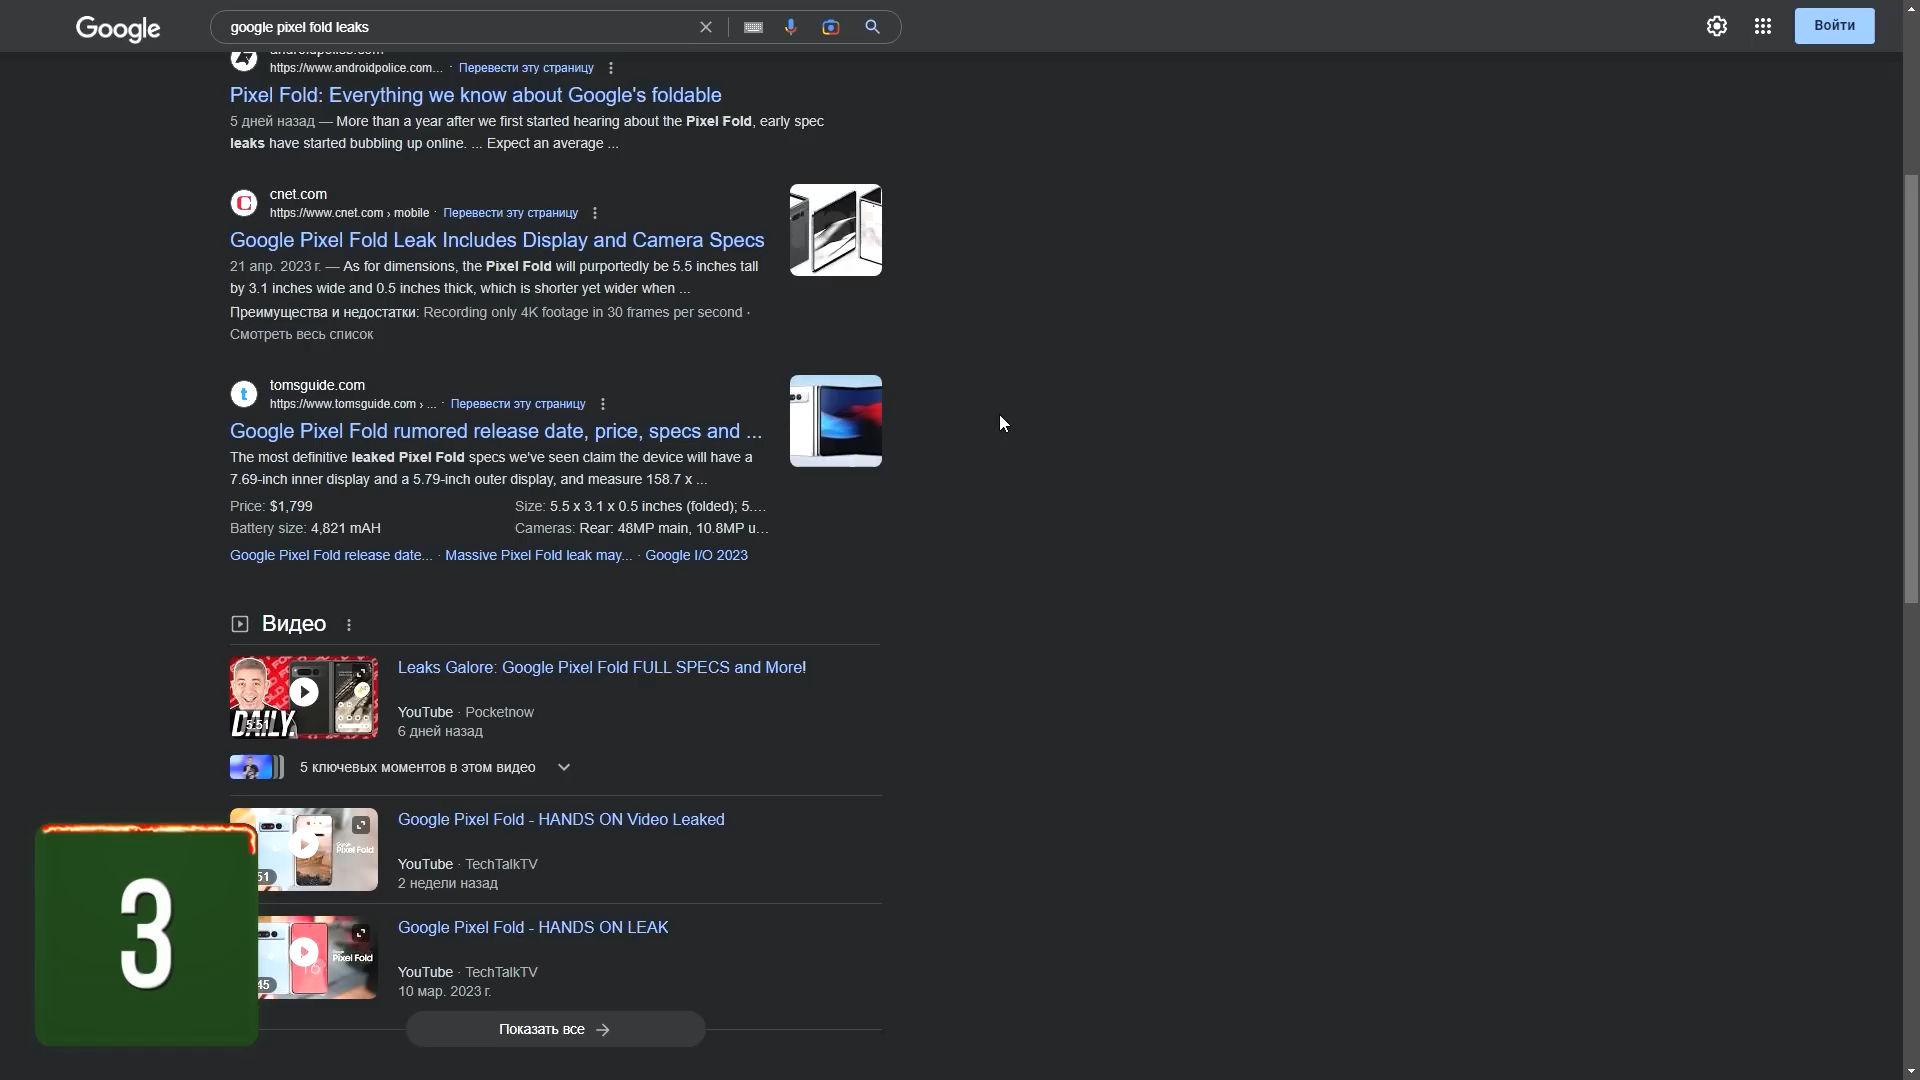 Google
google pixel fold leaks
Войти
https://www.androidpolice.com... · Перевести эту страницу
Pixel Fold: Everything we know about Google's foldable
5 дней назад — More than a year after we first started hearing about the Pixel Fold, early spec
leaks have started bubbling up online. ... Expect an average ...
cnet.com
https://www.cnet.com › mobile · Перевести эту страницу
Google Pixel Fold Leak Includes Display and Camera Specs
21 апр. 2023 г. — As for dimensions, the Pixel Fold will purportedly be 5.5 inches tall
by 3.1 inches wide and 0.5 inches thick, which is shorter yet wider when ...
Преимущества и недостатки: Recording only 4K footage in 30 frames per second ·
Смотреть весь список
tomsguide.com
https://www.tomsguide.com › ... · Перевести эту страницу
Google Pixel Fold rumored release date, price, specs and ...
The most definitive leaked Pixel Fold specs we've seen claim the device will have a
7.69-inch inner display and a 5.79-inch outer display, and measure 158.7 x ...
Price: $1,799 Size: 5.5 x 3.1 x 0.5 inches (folded); 5....
Battery size: 4,821 mAH Cameras: Rear: 48MP main, 10.8MP u...
Google Pixel Fold release date... · Massive Pixel Fold leak may... · Google I/O 2023
Видео
Leaks Galore: Google Pixel Fold FULL SPECS and More!
YouTube · Pocketnow
6 дней назад
DAILY.
5:51
5 ключевых моментов в этом видео
Google Pixel Fold - HANDS ON Video Leaked
Pixel Fold
51
YouTube · TechTalkTV
2 недели назад
3
Google Pixel Fold - HANDS ON LEAK
Pixel Fold
45
YouTube · TechTalkTV
10 мар. 2023 г.
Показать все